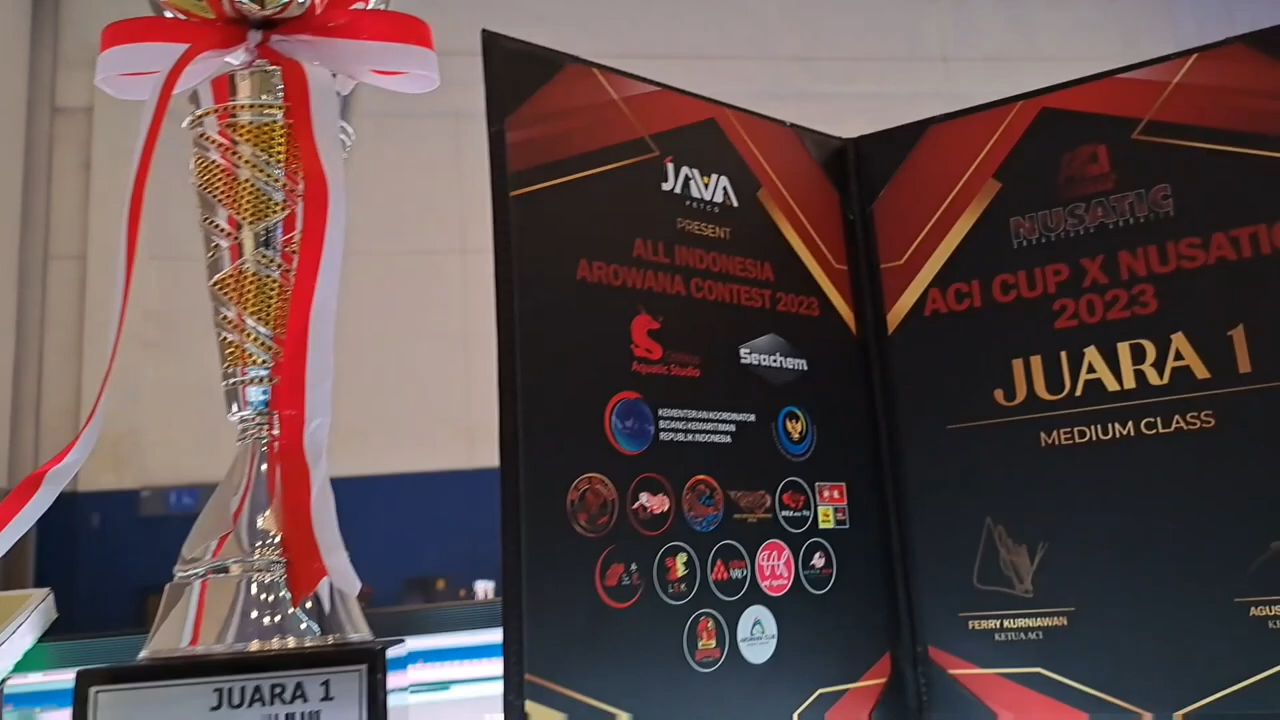 JAVA
PETCO
PRESENT
ALL INDONESIA
AROWANA CONTEST 2023
Aquatic Studio
Seachem
KEMENTERIAN KOORDINATOR
BIDANG KEMARITIMAN
REPUBLIK INDONESIA
NUSATIC
ACI CUP X NUSATIC
2023
JUARA 1
MEDIUM CLASS
FERRY KURNIAWAN
KETUA ACI
AGUS
JUARA 1